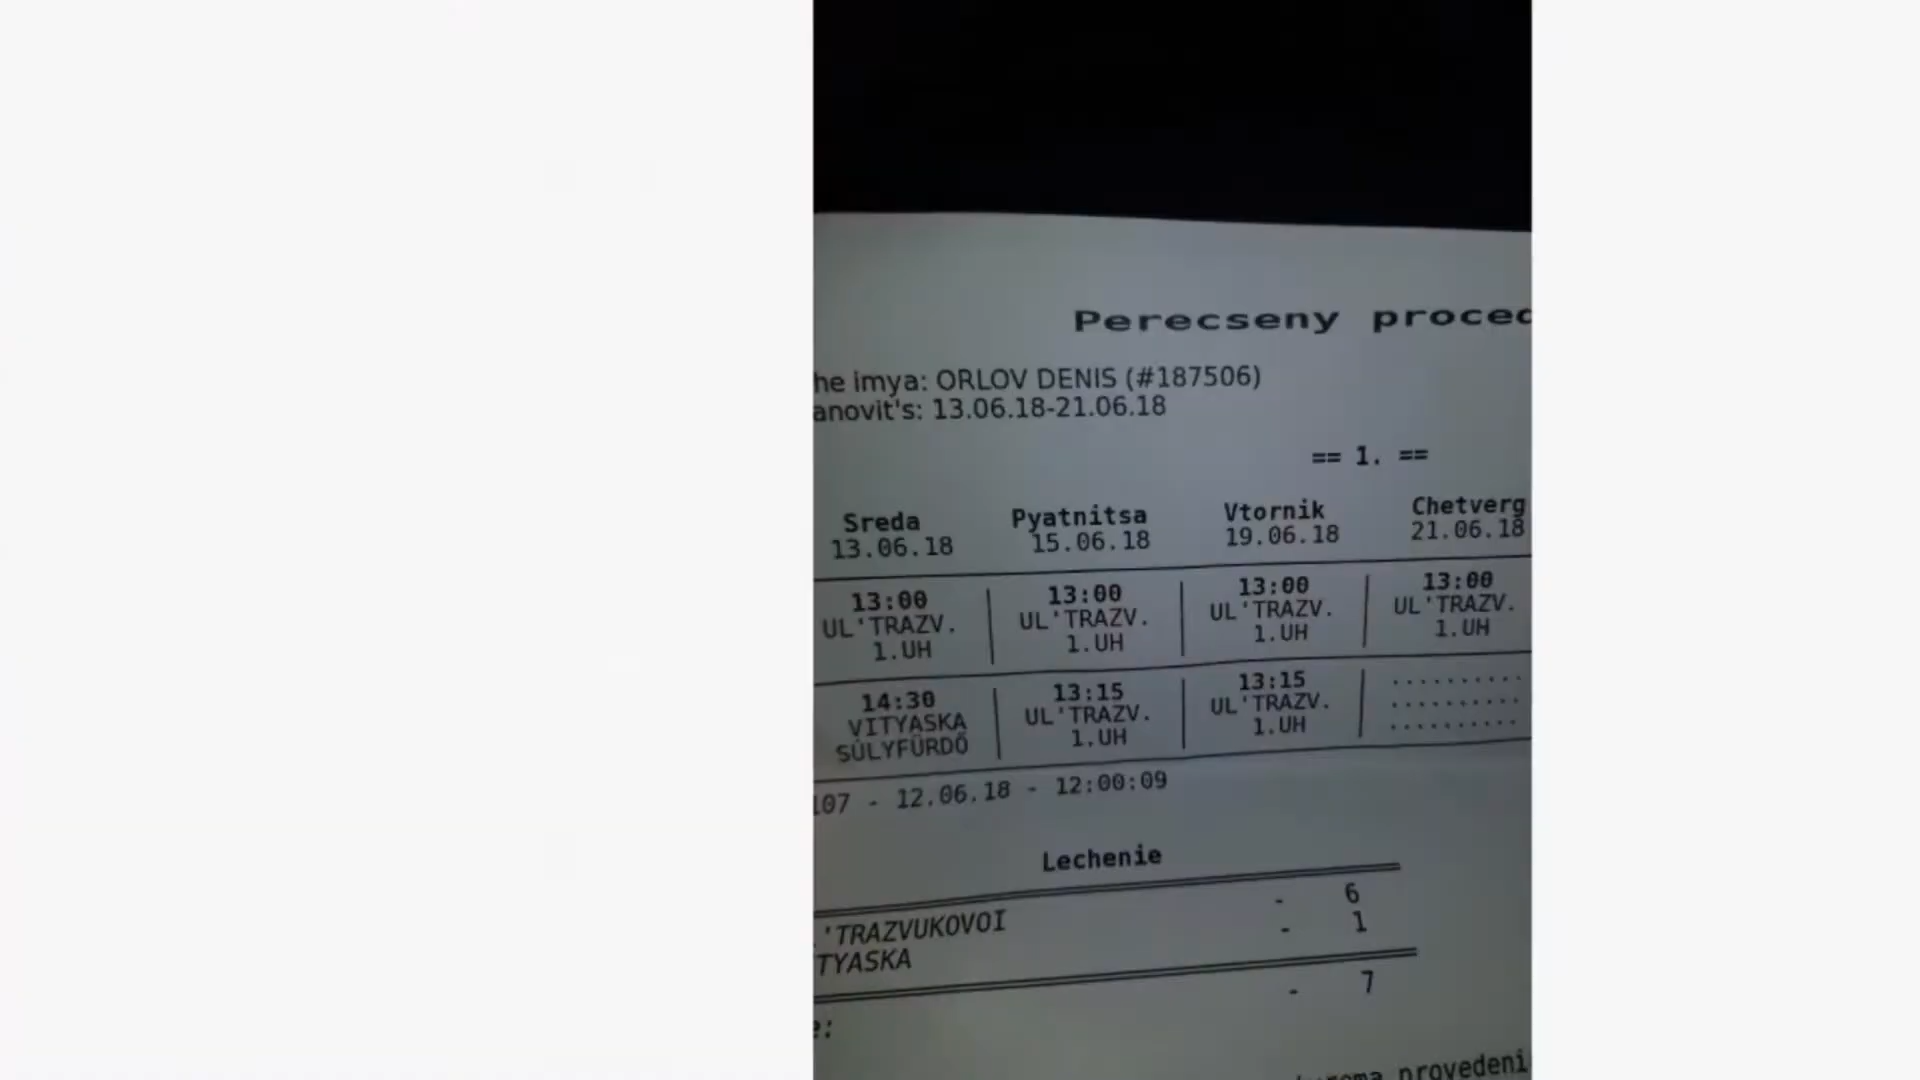 Perecseny proced
he imya: ORLOV DENIS (#187506)
anovit's: 13.06.18-21.06.18
== 1. ==
Sreda Pyatnitsa Vtornik Chetverg
13.06.18 15.06.18 19.06.18 21.06.18
13:00 13:00 13:00 13:00
UL'TRAZV. UL'TRAZV. UL'TRAZV. UL'TRAZV.
1.UH 1.UH 1.UH 1.UH
14:30 13:15 13:15 ..........
VITYASKA UL'TRAZV. UL'TRAZV. ..........
SÚLYFÜRDŐ 1.UH 1.UH ..........
107 - 12.06.18 - 12:00:09
Lechenie
'TRAZVUKOVOI - 6
TYASKA - 1
- 7
e:
provedeni